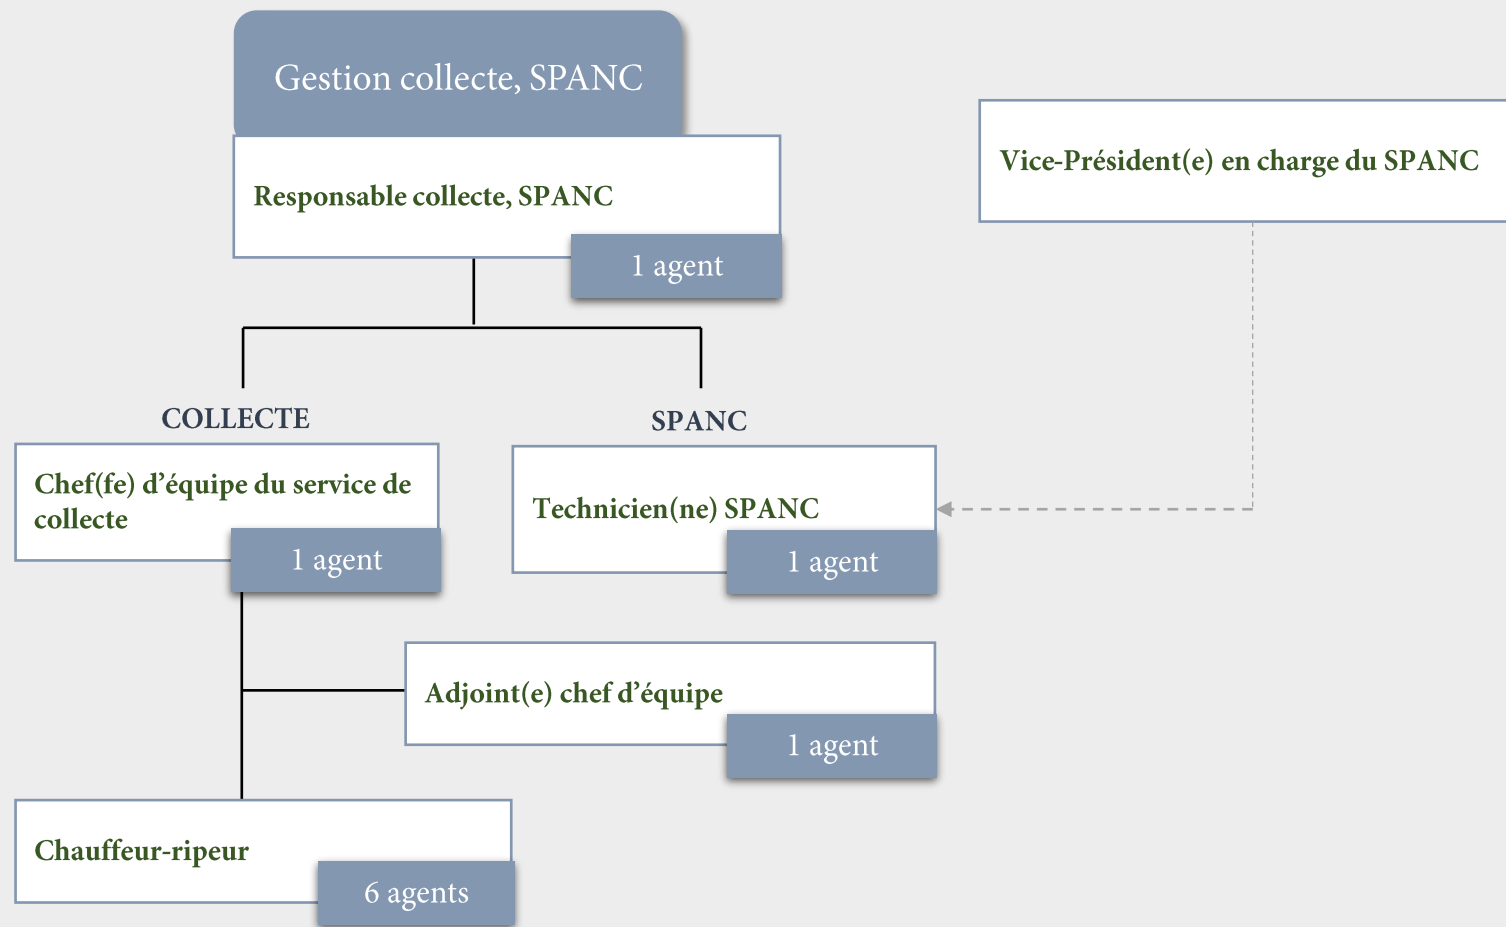 Gestion collecte, SPANC
Responsable collecte, SPANC
1 agent
Vice-Président(e) en charge du SPANC
COLLECTE
Chef(fe) d’équipe du service de
collecte
1 agent
SPANC
Technicien(ne) SPANC
1 agent
Adjoint(e) chef d’équipe
1 agent
Chauffeur-ripeur
6 agents